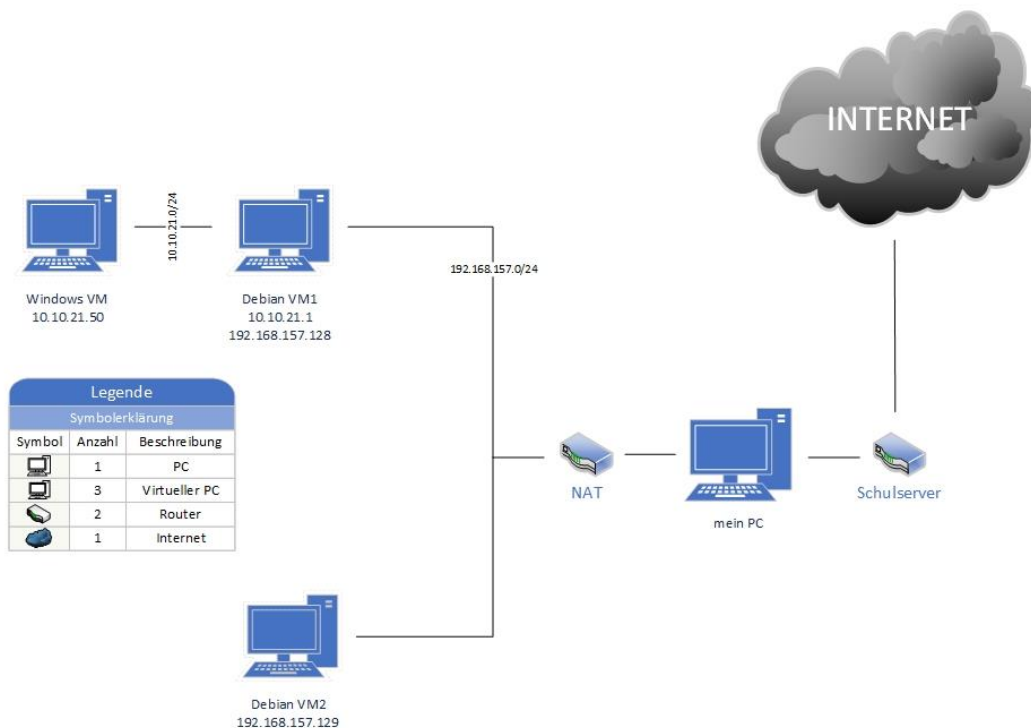 INTERNET
10.10.21.0/24
192.168.157.0/24
Windows VM
10.10.21.50
Debian VM1
10.10.21.1
192.168.157.128
Legende
Symbolerklärung
Symbol Anzahl Beschreibung
1 PC
3 Virtueller PC
2 Router
1 Internet
NAT
mein PC
Schulserver
Debian VM2
192.168.157.129